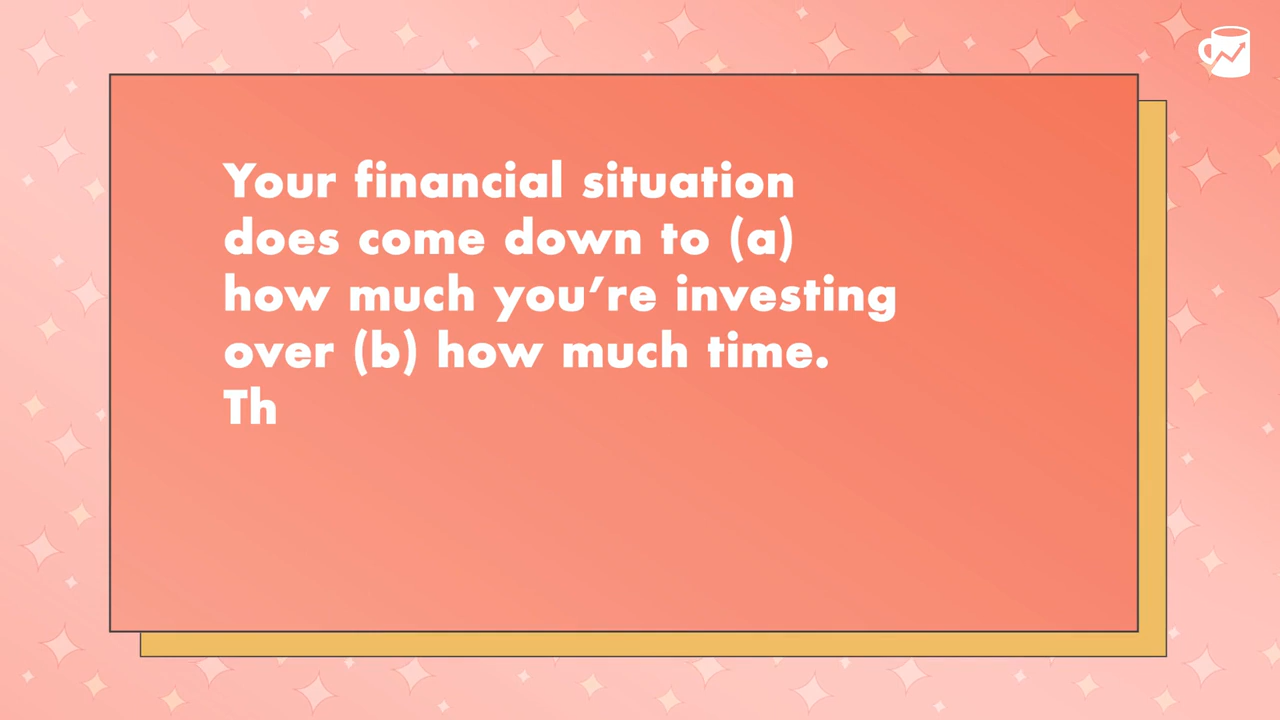 Your financial situation
does come down to (a)
how much you’re investing
over (b) how much time.
Th